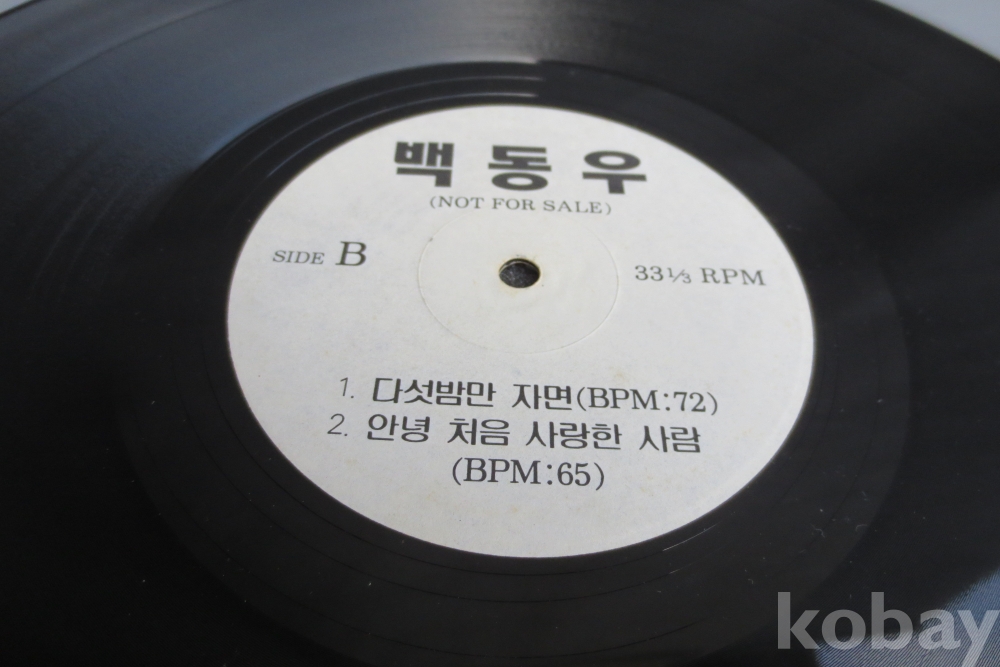 백동우
(NOT FOR SALE)
SIDE B
33⅓ RPM
1. 다섯밤만 자면(BPM:72)
2. 안녕 처음 사랑한 사람
(BPM:65)
kobay